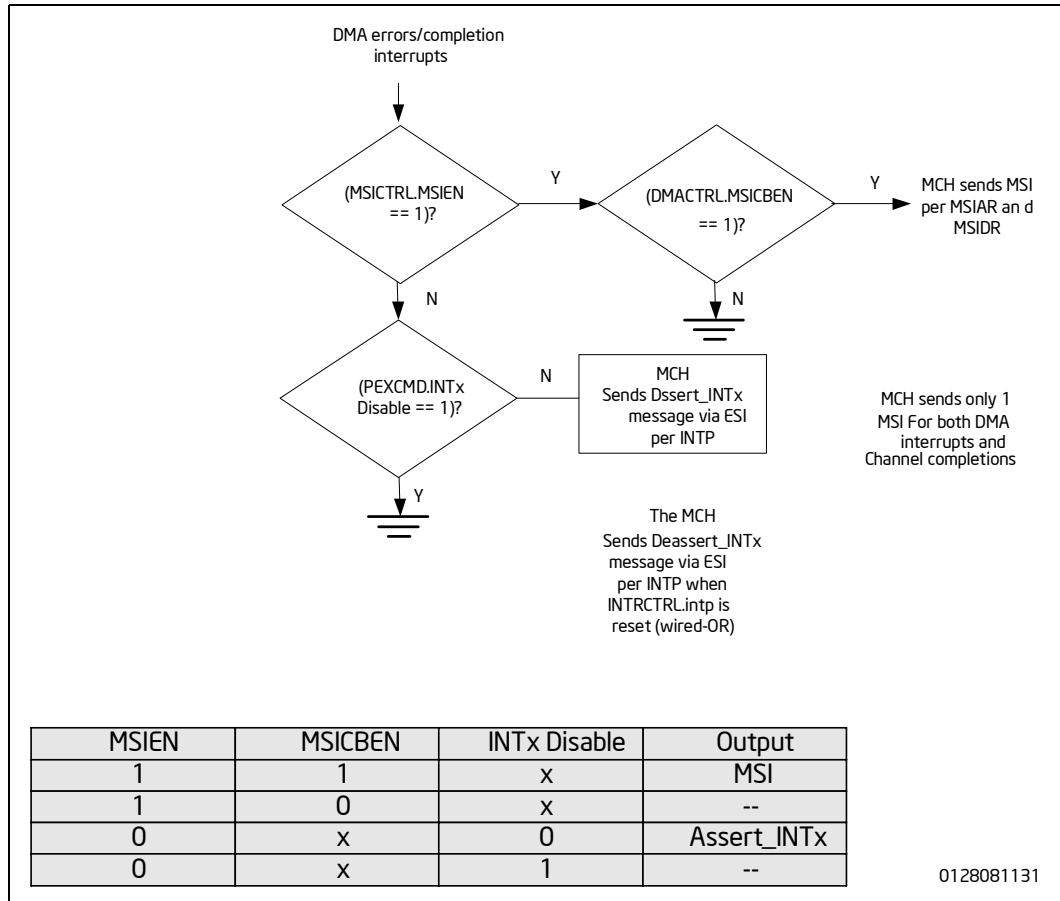 DMA errors/completion
interrupts
(MSICTRL.MSIEN
== 1)?
Y
(DMACTRL.MSICBEN
== 1)?
Y
MCH sends MSI
per MSIAR an d
MSIDR
N
N
(PEXCMD.INTx
Disable == 1)?
N
MCH
Sends Dssert_INTx
message via ESI
per INTP
MCH sends only 1
MSI For both DMA
interrupts and
Channel completions
Y
The MCH
Sends Deassert_INTx
message via ESI
per INTP when
INTRCTRL.intp is
reset (wired-OR)
MSIEN MSICBEN INTx Disable Output
1 1 x MSI
1 0 x --
0 x 0 Assert_INTx
0 x 1 --
0128081131